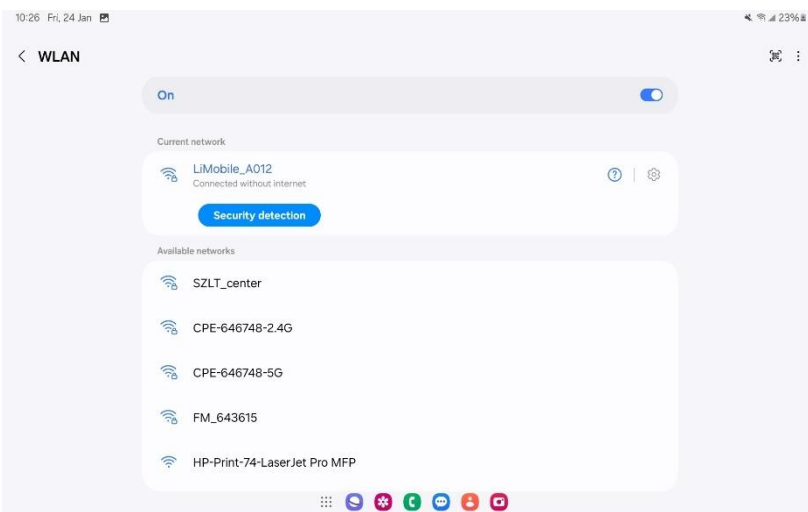 10:26 Fri, 24 Jan
23%
WLAN
On
Current network
LiMobile_A012
Connected without internet
Security detection
Available networks
SZLT_center
CPE-646748-2.4G
CPE-646748-5G
FM_643615
HP-Print-74-LaserJet Pro MFP